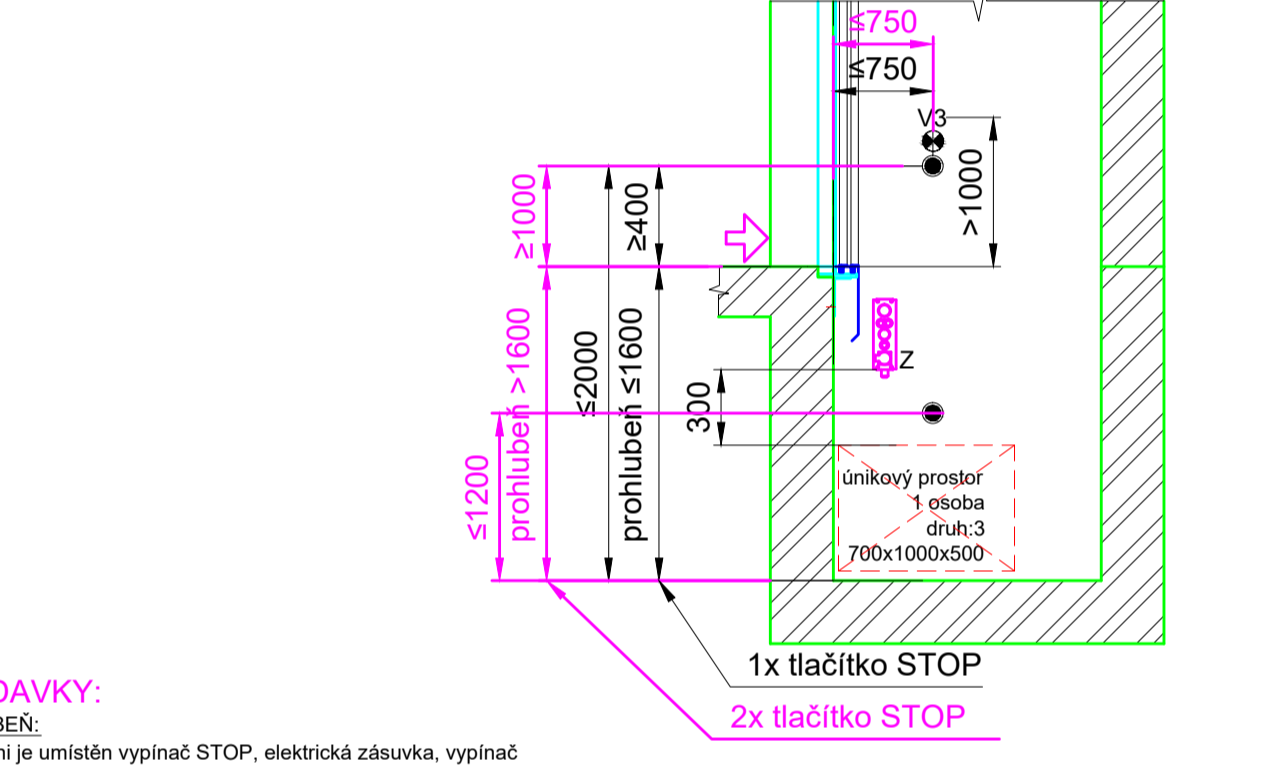 ≤750
≤750
V3
>1000
≥1000
≥400
≤2000
prohlubeň >1600
prohlubeň ≤1600
Z
300
≤1200
únikový prostor
1 osoba
druh:3
700x1000x500
1x tlačítko STOP
2x tlačítko STOP
DAVKY:
BEŇ:
ni je umístěn vypínač STOP, elektrická zásuvka, vypínač